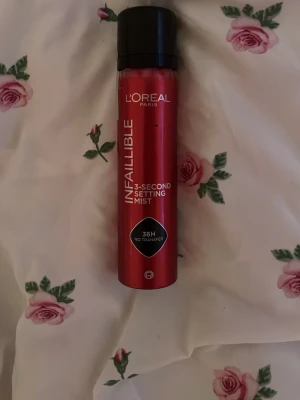 L'ORÉAL
PARIS
INFAILLIBLE
3-SECOND
SETTING
MIST
36H
NO TRANSFER